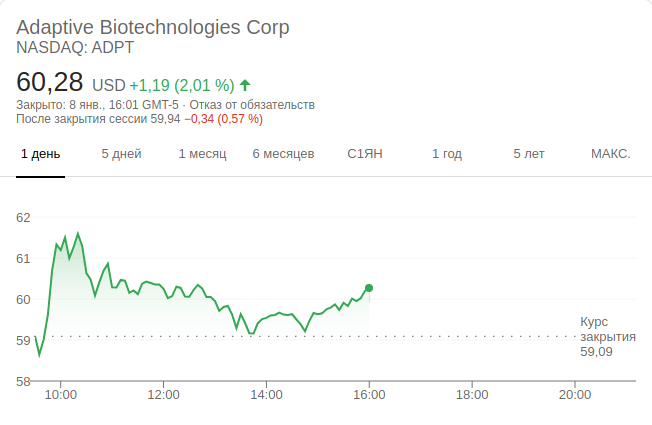 Adaptive Biotechnologies Corp
NASDAQ: ADPT
60,28 USD +1,19 (2,01 %)
Закрыто: 8 янв., 16:01 GMT-5 · Отказ от обязательств
После закрытия сессии 59,94 −0,34 (0,57 %)
1 день 5 дней 1 месяц 6 месяцев С1ЯН 1 год 5 лет МАКС.
62
61
60
59
58
Курс
закрытия
59,09
10:00 12:00 14:00 16:00 18:00 20:00